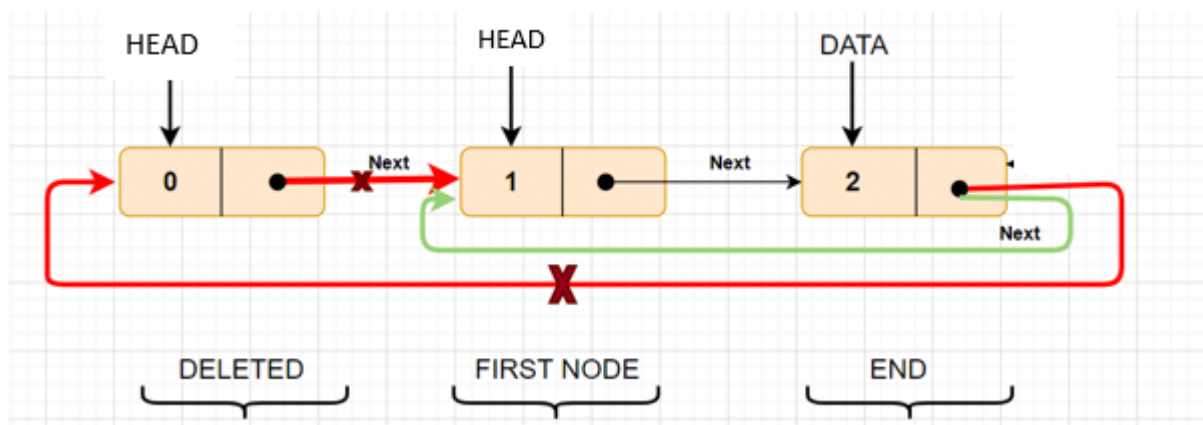 HEAD
HEAD
DATA
0
Next
1
Next
2
Next
X
DELETED
FIRST NODE
END